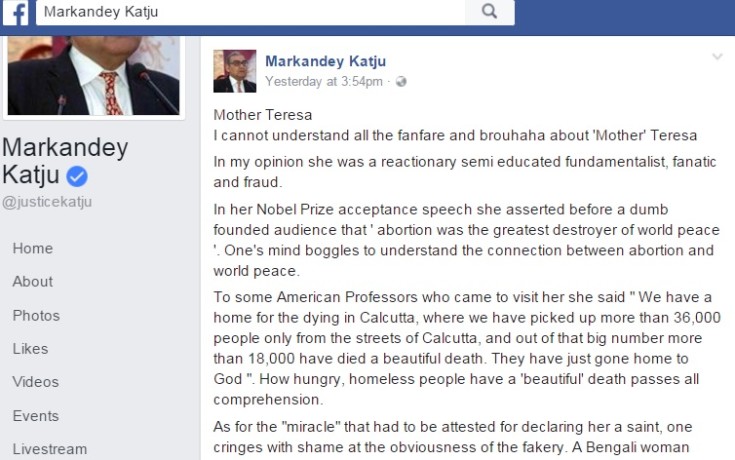 f
Markandey Katju
Markandey
Katju
@justicekatju
Home
About
Photos
Likes
Videos
Events
Livestream
Markandey Katju
Yesterday at 3:54pm ·
Mother Teresa
I cannot understand all the fanfare and brouhaha about 'Mother' Teresa
In my opinion she was a reactionary semi educated fundamentalist, fanatic
and fraud.
In her Nobel Prize acceptance speech she asserted before a dumb
founded audience that ' abortion was the greatest destroyer of world peace
'. One's mind boggles to understand the connection between abortion and
world peace.
To some American Professors who came to visit her she said " We have a
home for the dying in Calcutta, where we have picked up more than 36,000
people only from the streets of Calcutta, and out of that big number more
than 18,000 have died a beautiful death. They have just gone home to
God ". How hungry, homeless people have a 'beautiful' death passes all
comprehension.
As for the "miracle" that had to be attested for declaring her a saint, one
cringes with shame at the obviousness of the fakery. A Bengali woman